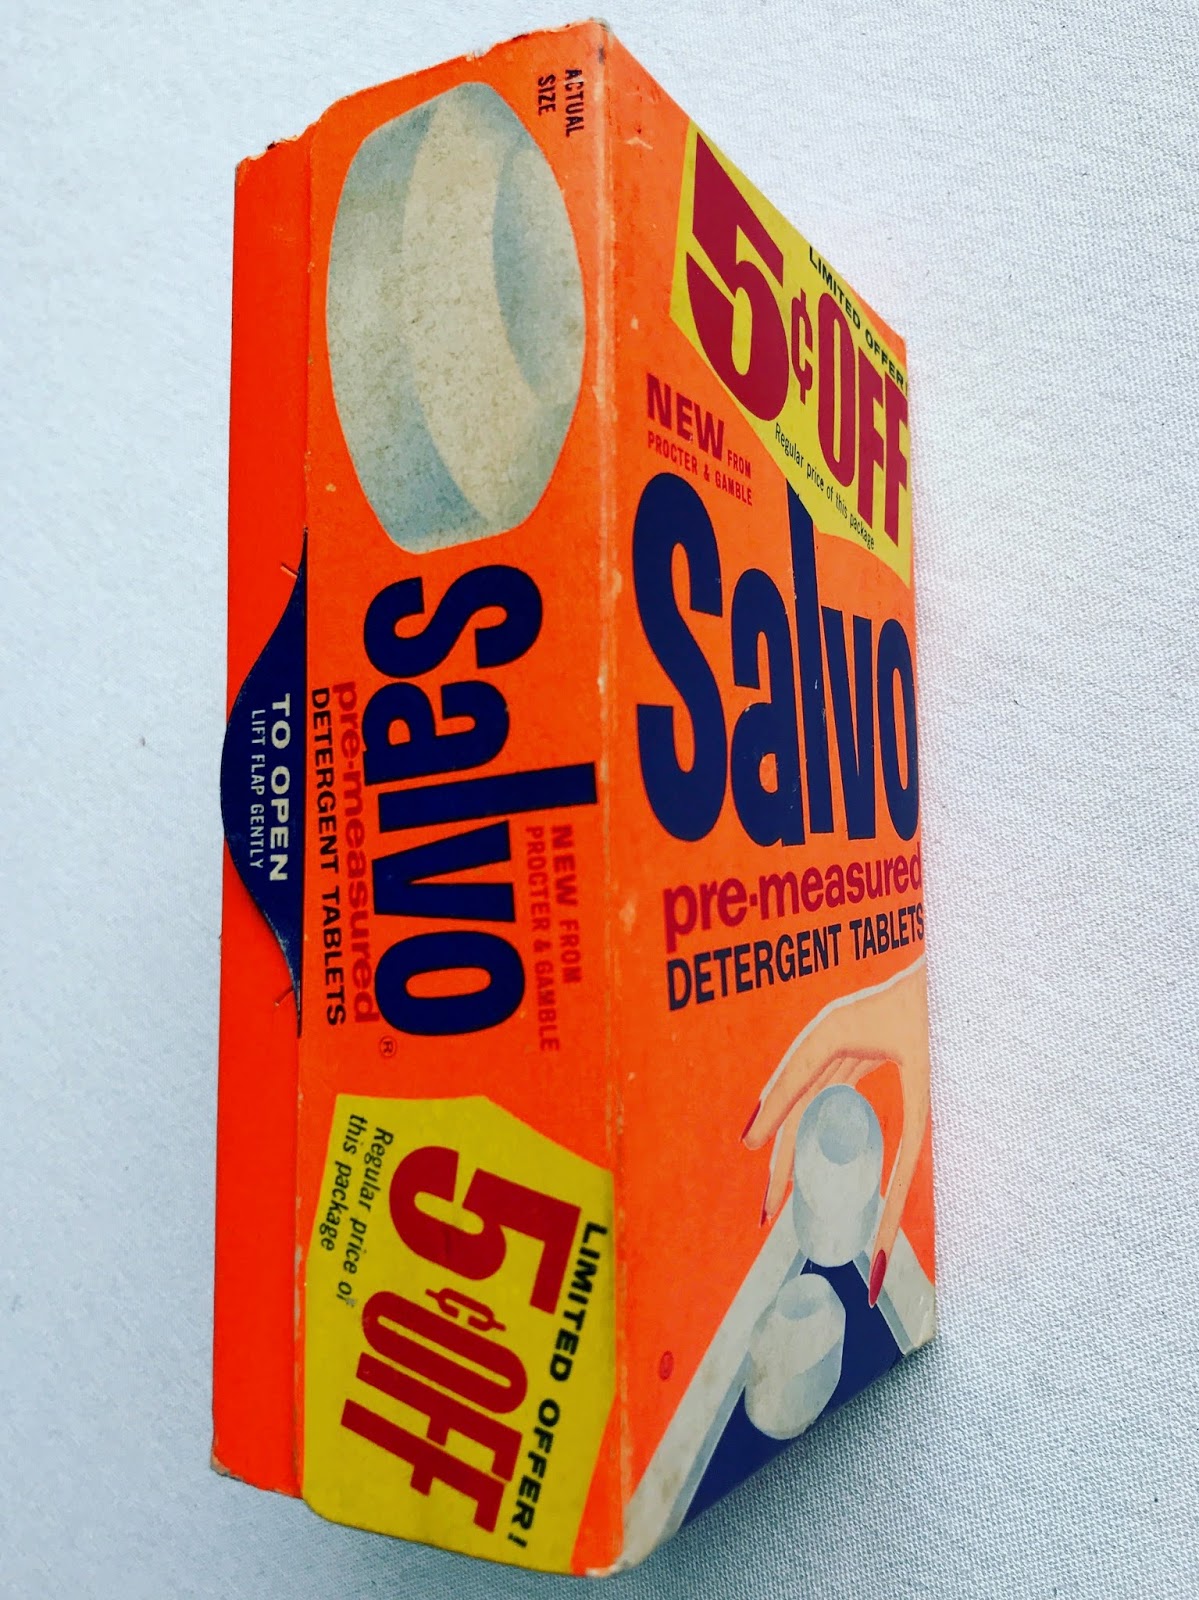 LIMITED OFFER!
5¢ OFF
Regular price of this package
NEW FROM
PROCTER & GAMBLE
Salvo
pre-measured
DETERGENT TABLETS
ACTUAL
SIZE
NEW FROM
PROCTER & GAMBLE
salvo®
pre-measured
DETERGENT TABLETS
TO OPEN
LIFT FLAP GENTLY
LIMITED OFFER!
5¢ OFF
Regular price of
this package